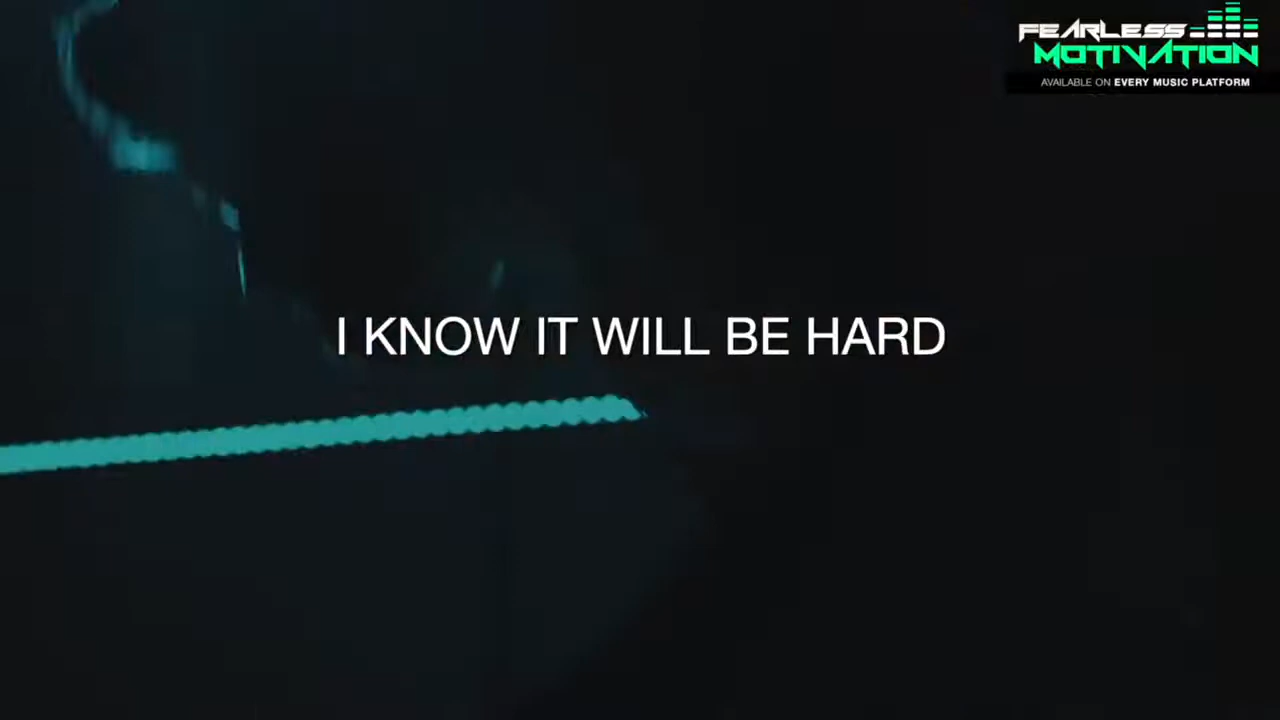 FEARLESS
MOTIVATION
AVAILABLE ON EVERY MUSIC PLATFORM
I KNOW IT WILL BE HARD